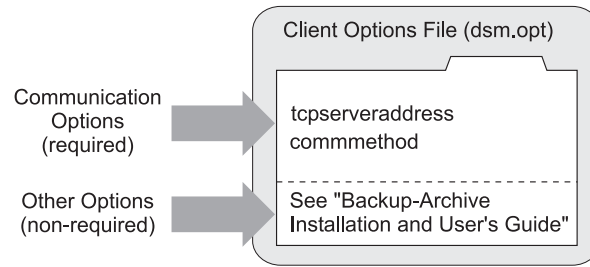 Client Options File (dsm.opt)
Communication
Options
(required)
tcpserveraddress
commmethod
Other Options
(non-required)
See "Backup-Archive
Installation and User's Guide"